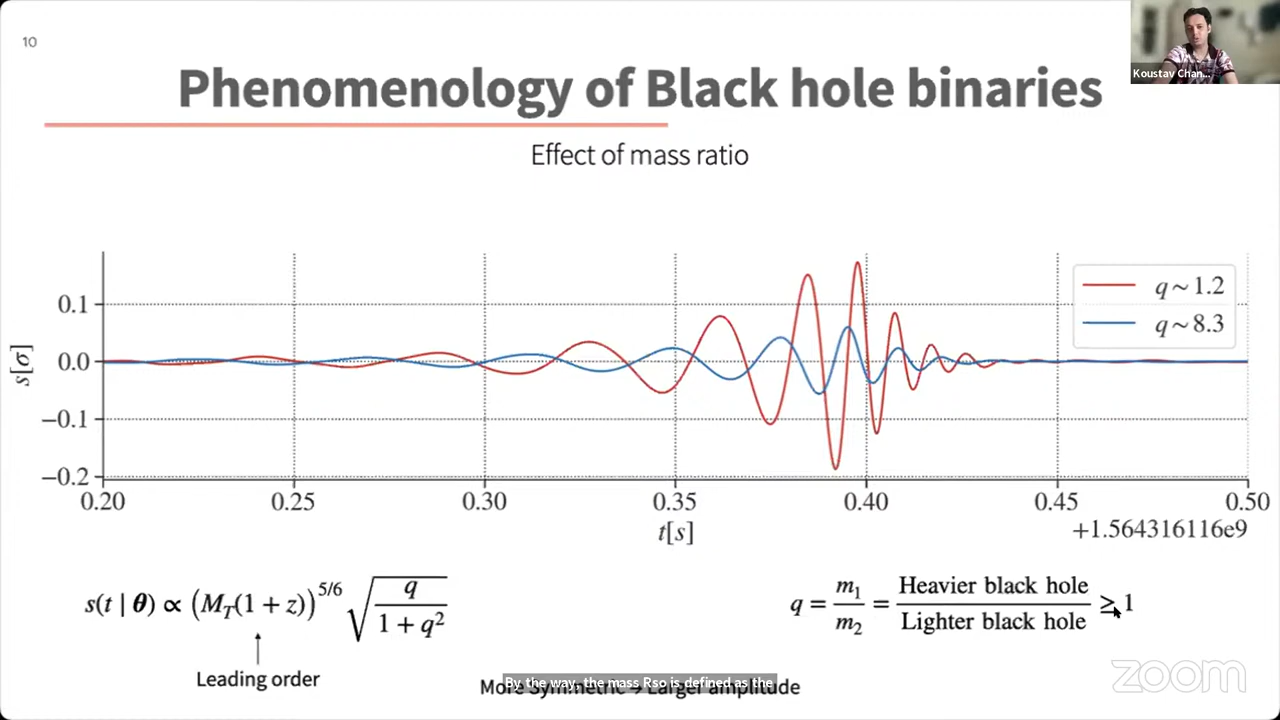 10
Koustav Chan...
Phenomenology of Black hole binaries
Effect of mass ratio
q ~ 1.2
q ~ 8.3
0.1
0.0
−0.1
−0.2
s[σ]
0.20 0.25 0.30 0.35 0.40 0.45 0.50
t[s]
+1.564316116e9
s(t | θ) ∝ (M_T(1 + z))^{5/6} √(q / (1 + q²))
q = m₁ / m₂ = Heavier black hole / Lighter black hole ≥ 1
Leading order
More Symmetric → Larger amplitude
By the way, the mass Rso is defined as the
zoom